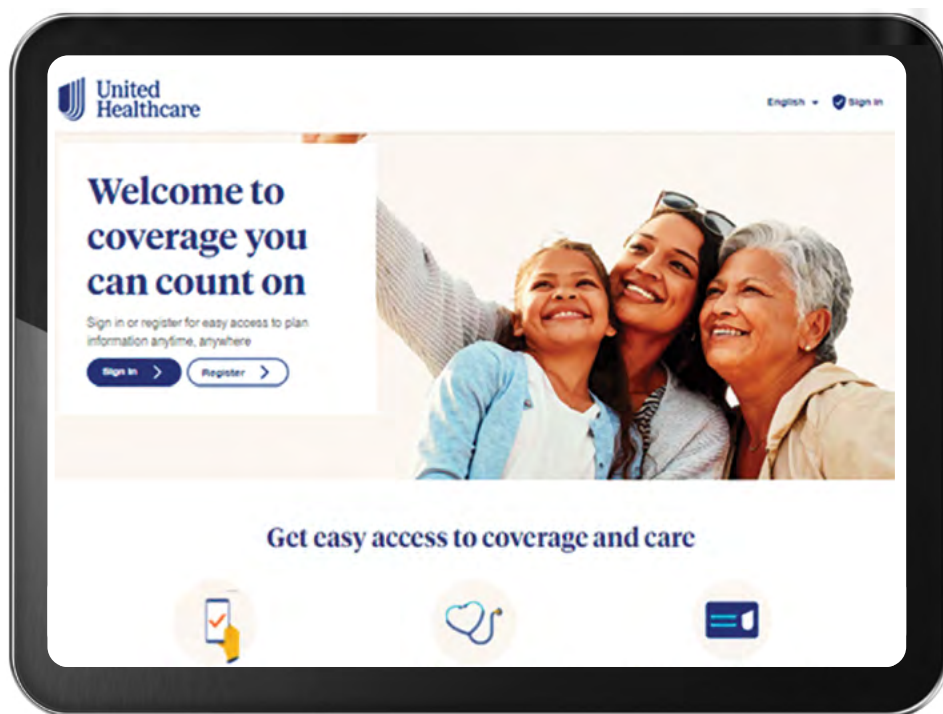 United
Healthcare
English
Sign In
Welcome to
coverage you
can count on
Sign in or register for easy access to plan
information anytime, anywhere
Sign In
Register
Get easy access to coverage and care